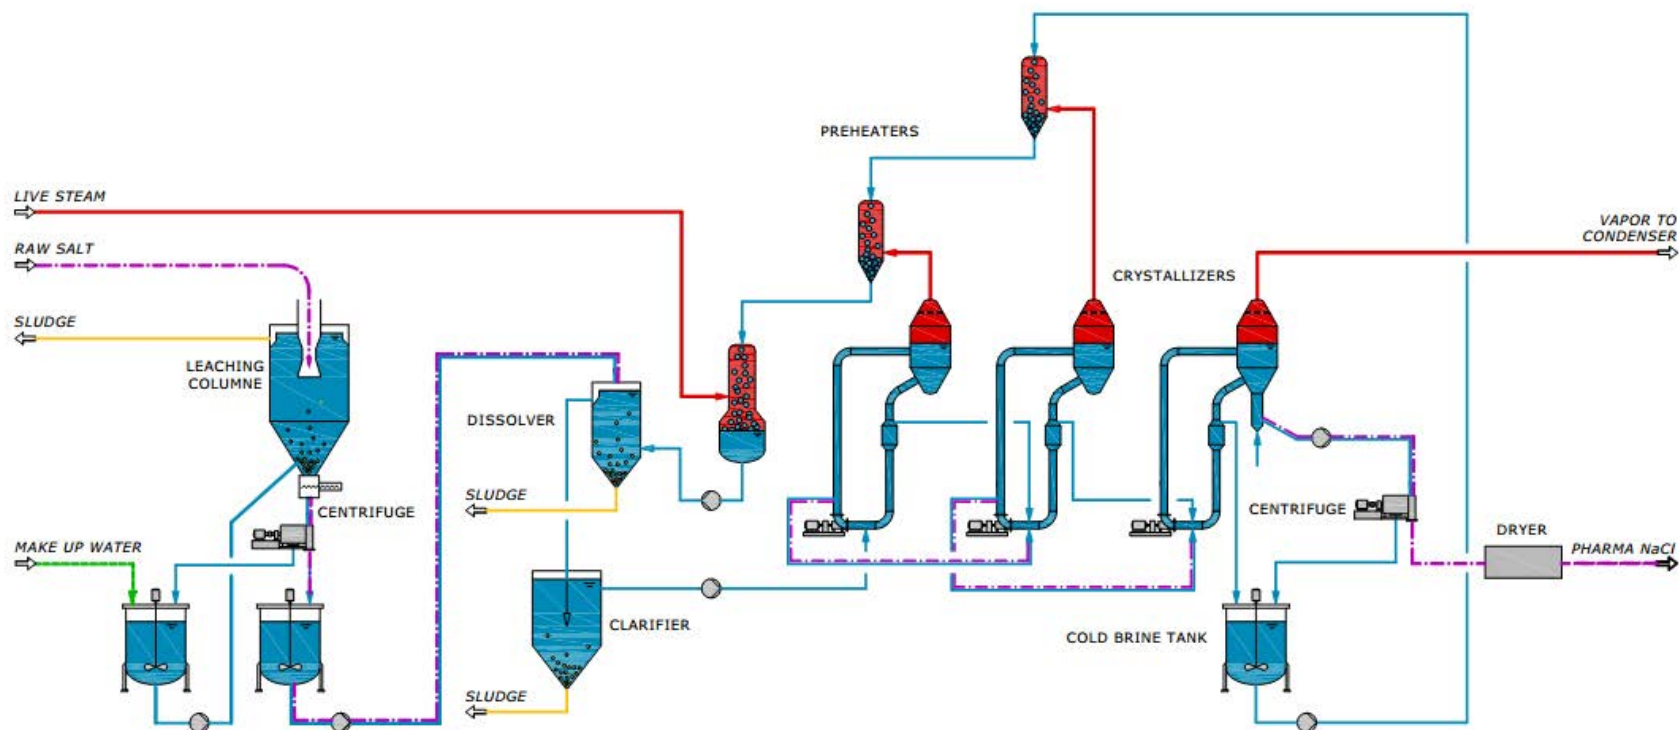 PREHEATERS
LIVE STEAM
VAPOR TO
CONDENSER
RAW SALT
CRYSTALLIZERS
SLUDGE
LEACHING
COLUMNE
DISSOLVER
SLUDGE
CENTRIFUGE
CENTRIFUGE
DRYER
MAKE UP WATER
PHARMA NaCl
CLARIFIER
COLD BRINE TANK
SLUDGE